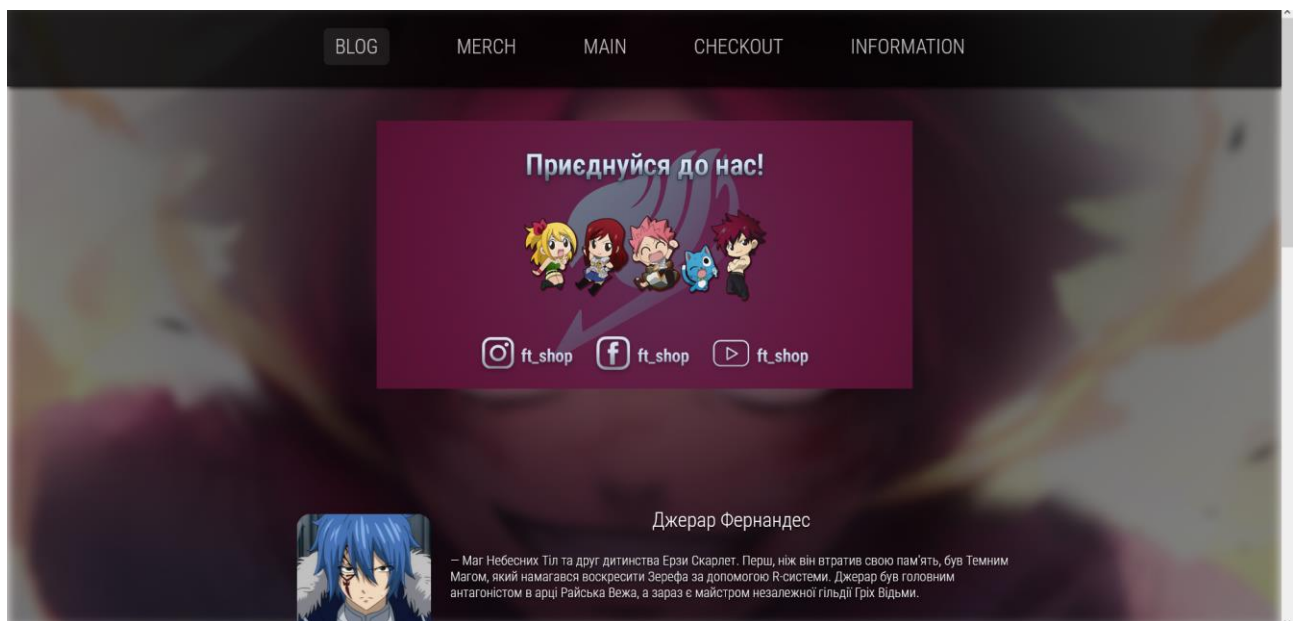 BLOG MERCH MAIN CHECKOUT INFORMATION
Приєднуйся до нас!
ft_shop ft_shop ft_shop
Джерар Фернандес
– Маг Небесних Тіл та друг дитинства Ерзи Скарлет. Перш, ніж він втратив свою пам'ять, був Темним
Магом, який намагався воскресити Зерефа за допомогою R-системи. Джерар був головним
антагоністом в арці Райська Вежа, а зараз є майстром незалежної гільдії Гріх Відьми.